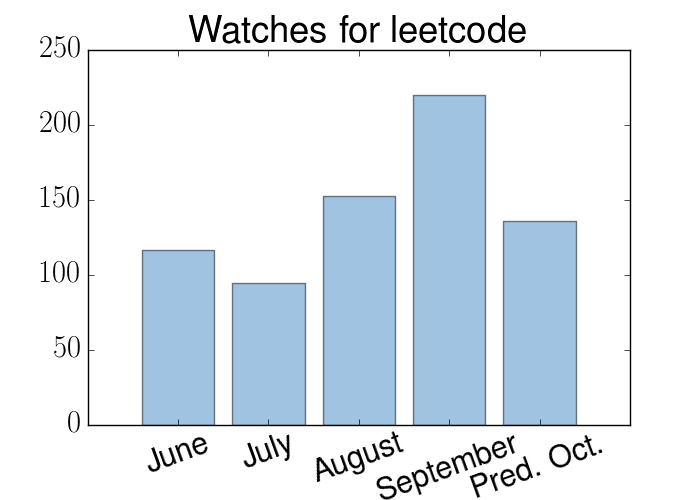 Watches for leetcode
250
200
150
100
50
0
June
July
August
September
Pred. Oct.